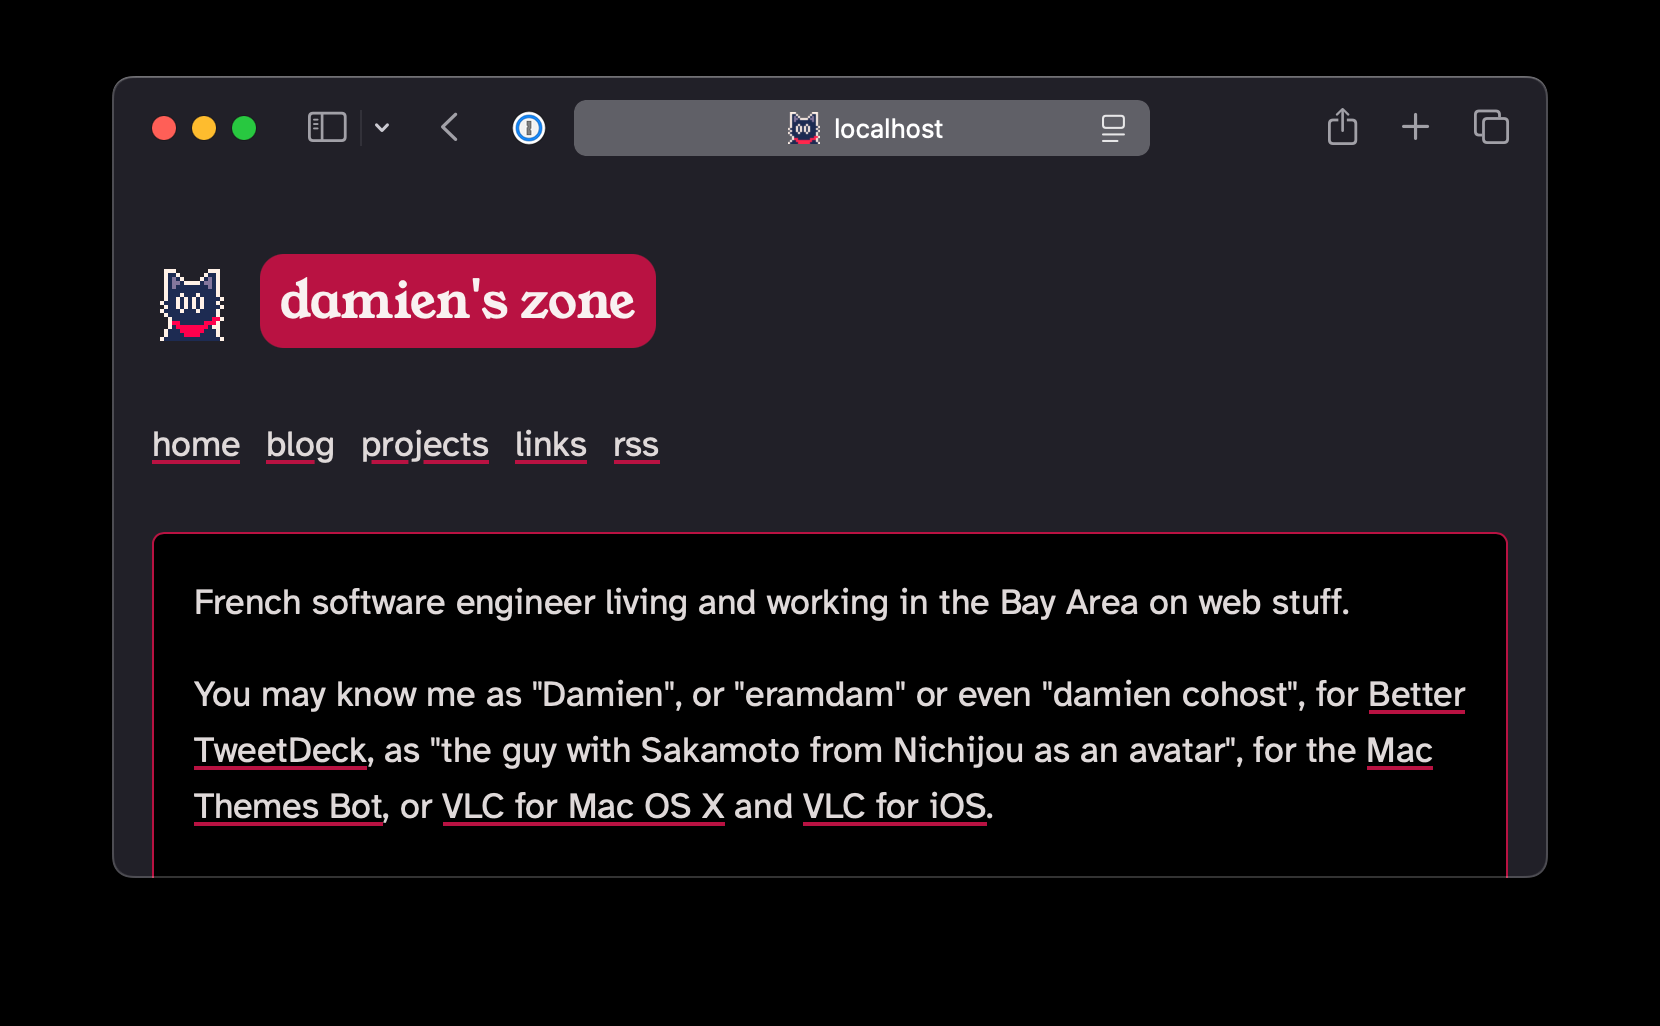 localhost
damien's zone
home blog projects links rss
French software engineer living and working in the Bay Area on web stuff.
You may know me as "Damien", or "eramdam" or even "damien cohost", for Better
TweetDeck, as "the guy with Sakamoto from Nichijou as an avatar", for the Mac
Themes Bot, or VLC for Mac OS X and VLC for iOS.